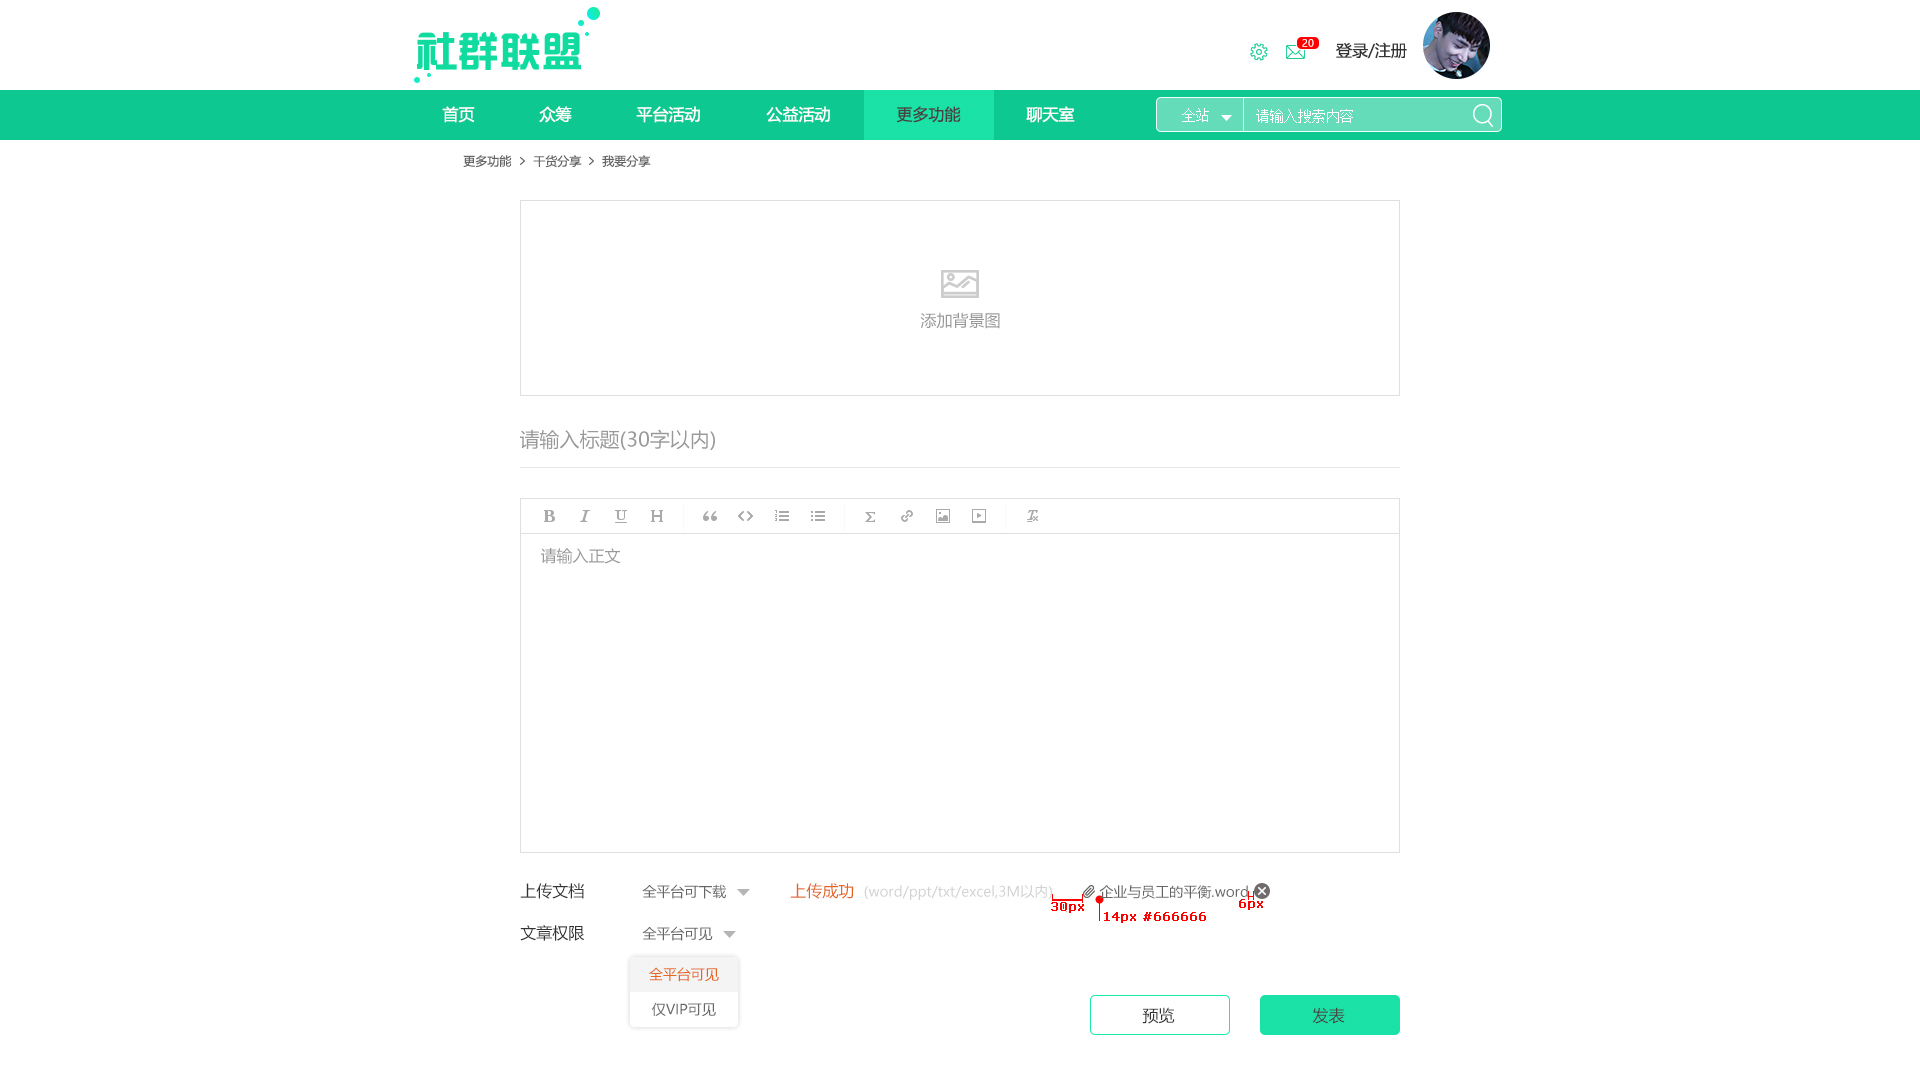 社群联盟
20
登录/注册
首页 众筹 平台活动 公益活动 更多功能 聊天室 全站 请输入搜索内容
更多功能 > 干货分享 > 我要分享
添加背景图
请输入标题(30字以内)
B I U H
请输入正文
上传文档 全平台可下载 上传成功 (word/ppt/txt/excel,3M以内) 企业与员工的平衡.word
30px 14px #666666 6px
文章权限 全平台可见
全平台可见
仅VIP可见
预览 发表